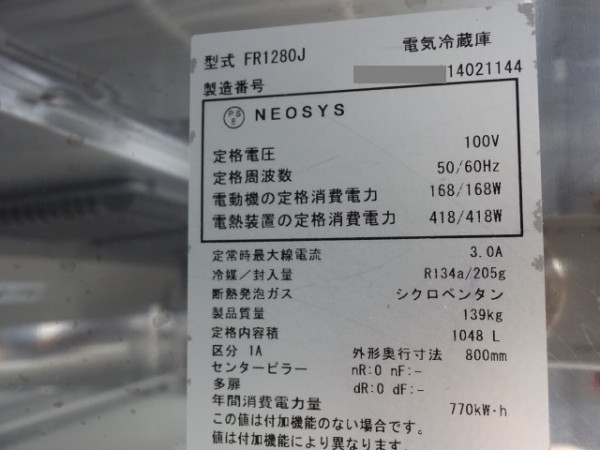 型式 FR1280J 電気冷蔵庫
製造番号 14021144
PS E NEOSYS
定格電圧 100V
定格周波数 50/60Hz
電動機の定格消費電力 168/168W
電熱装置の定格消費電力 418/418W
定常時最大線電流 3.0A
冷媒/封入量 R134a/205g
断熱発泡ガス シクロペンタン
製品質量 139kg
定格内容積 1048 L
区分 1A 外形奥行寸法 800mm
センターピラー nR:0 nF:-
多扉 dR:0 dF:-
年間消費電力量 770kW·h
この値は付加機能のない場合です。
値は付加機能により異なります。